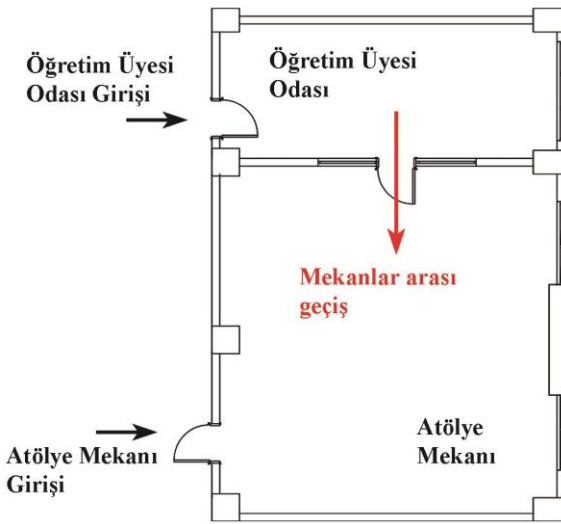 Öğretim Üyesi
Odası Girişi
Öğretim Üyesi
Odası
Mekanlar arası
geçiş
Atölye Mekanı
Girişi
Atölye
Mekanı